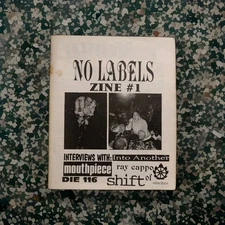 NO LABELS
ZINE #1
INTERVIEWS WITH: Into Another
mouthpiece ray cappo
DIE 116 shift of